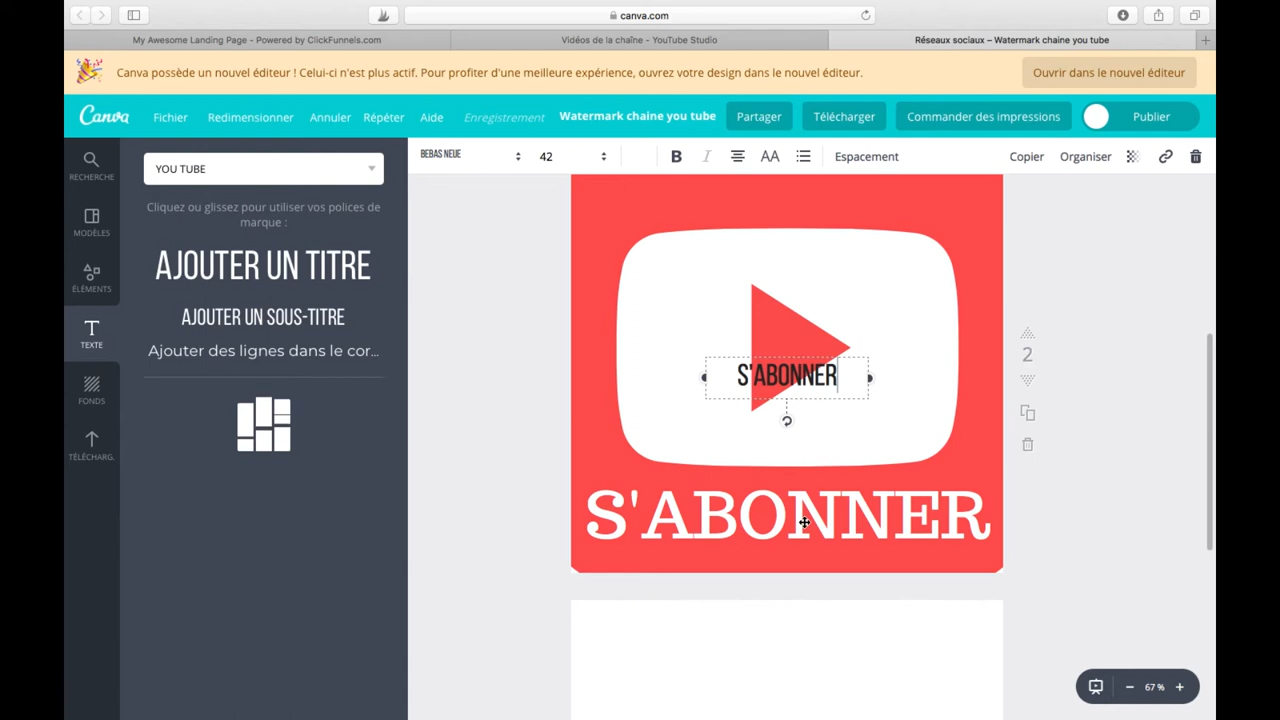 canva.com
My Awesome Landing Page - Powered by ClickFunnels.com
Vidéos de la chaîne - YouTube Studio
Réseaux sociaux – Watermark chaine you tube
Canva possède un nouvel éditeur ! Celui-ci n'est plus actif. Pour profiter d'une meilleure expérience, ouvrez votre design dans le nouvel éditeur.
Ouvrir dans le nouvel éditeur
Canva
Fichier
Redimensionner
Annuler
Répéter
Aide
Enregistrement
Watermark chaine you tube
Partager
Télécharger
Commander des impressions
Publier
BEBAS NEUE
42
B
I
AA
Espacement
Copier
Organiser
RECHERCHE
MODÈLES
ÉLÉMENTS
T
TEXTE
FONDS
TÉLÉCHARG.
YOU TUBE
Cliquez ou glissez pour utiliser vos polices de
marque :
AJOUTER UN TITRE
AJOUTER UN SOUS-TITRE
Ajouter des lignes dans le cor...
S'ABONNER
S'ABONNER
2
67 %